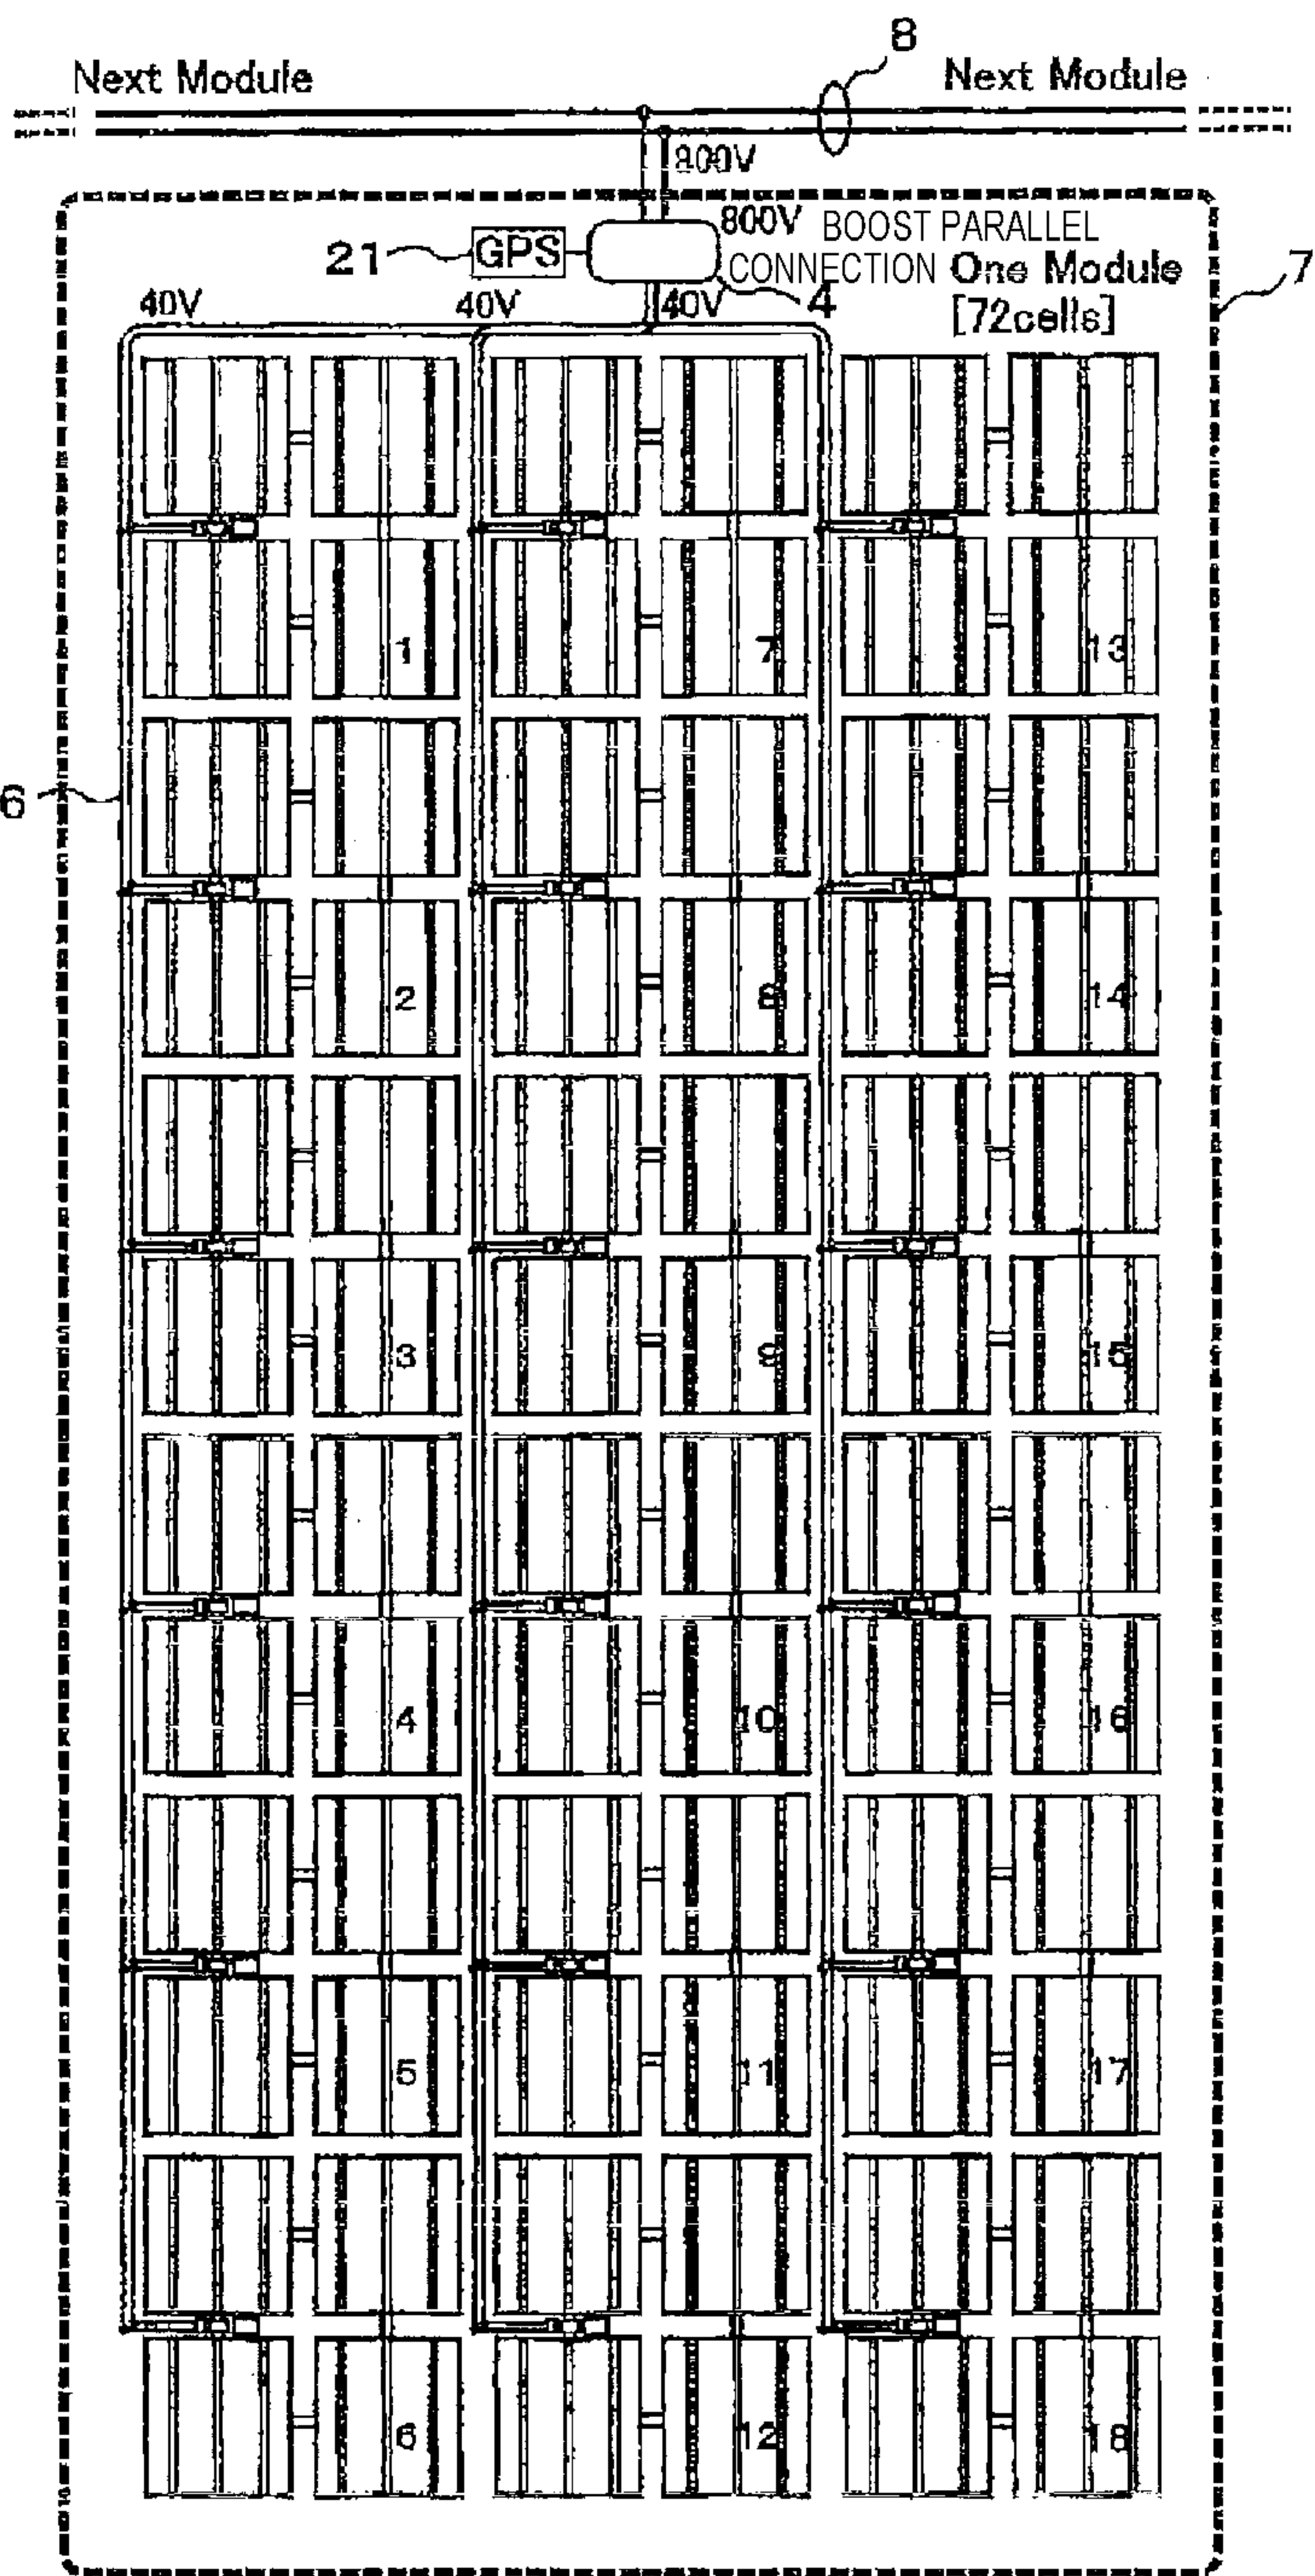 8
Next Module
Next Module
800V
800V BOOST PARALLEL
21 GPS
CONNECTION One Module
4
[72cells]
7
40V
40V
40V
1
7
13
6
2
8
14
3
9
15
4
10
16
5
11
17
6
12
18